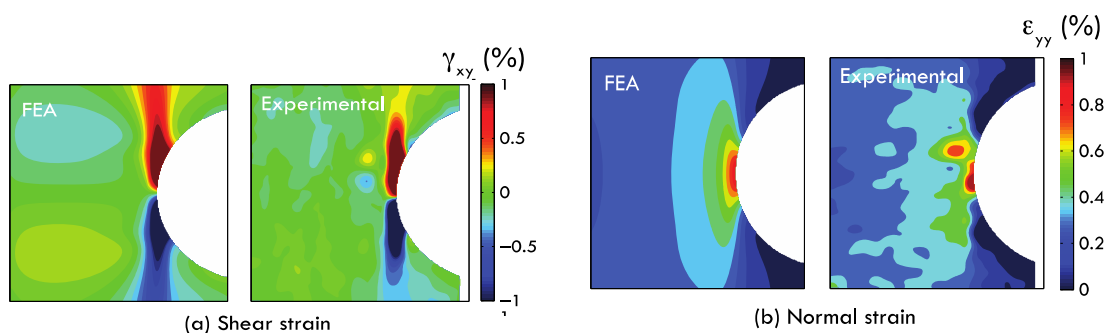 γxy (%)
FEA
Experimental
1
0.5
0
−0.5
−1
(a) Shear strain
εyy (%)
FEA
Experimental
1
0.8
0.6
0.4
0.2
0
(b) Normal strain